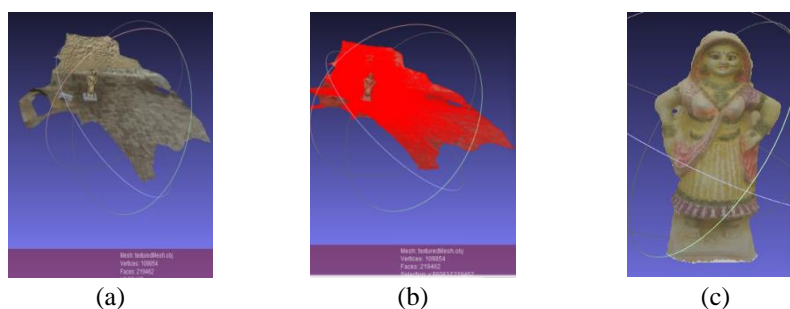 Mesh: texturedMesh.obj
Vertices: 109854
Faces: 219462
Mesh: texturedMesh.obj
Vertices: 109854
Faces: 219462
(a)
(b)
(c)